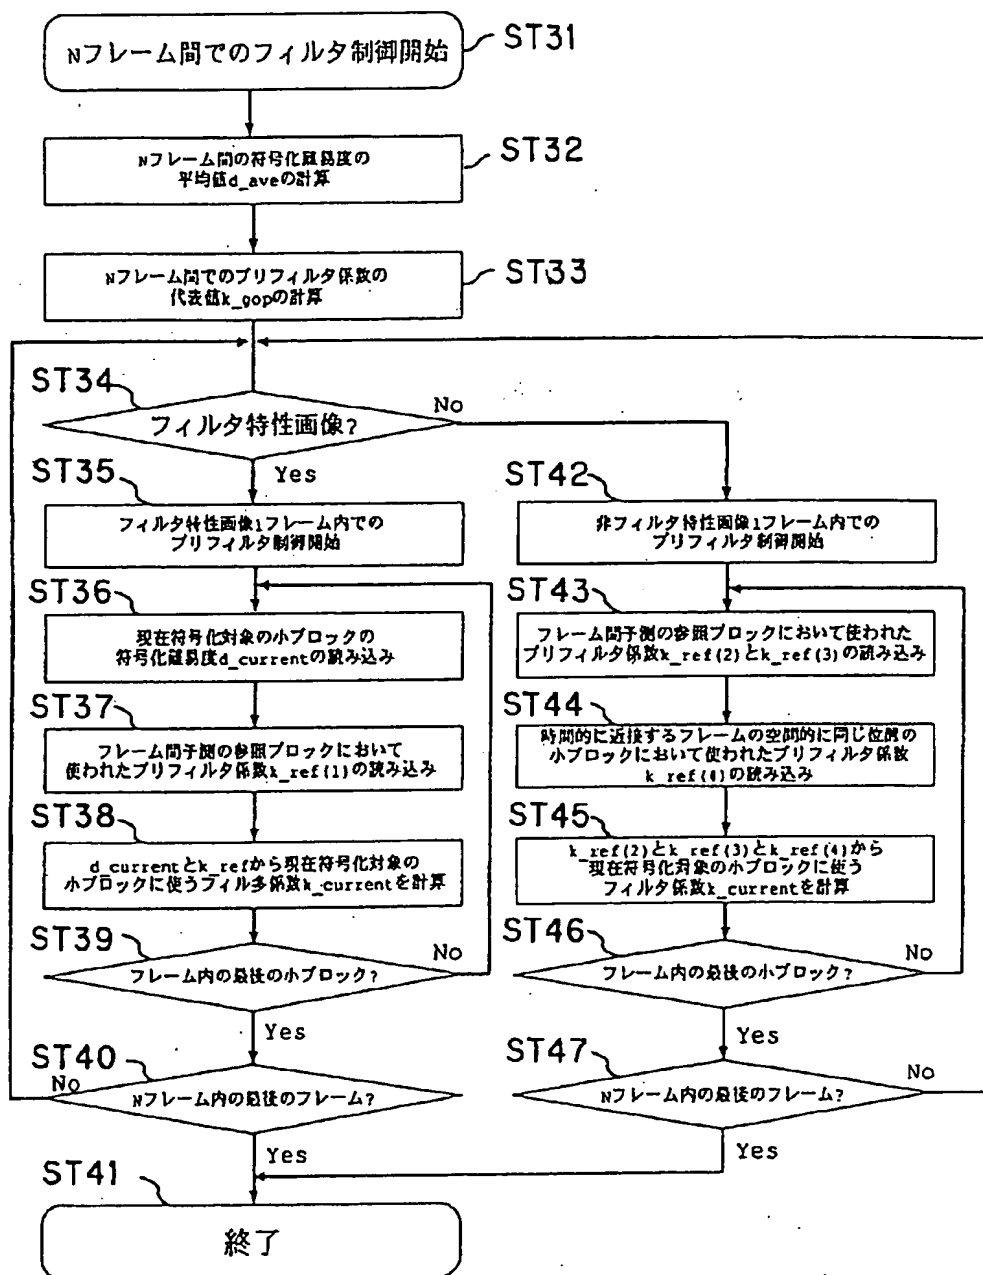 Nフレーム間でのフィルタ制御開始
ST31
Nフレーム間の符号化難易度の
平均値d_aveの計算
ST32
Nフレーム間でのプリフィルタ係数の
代表値k_gopの計算
ST33
ST34
フィルタ特性画像?
No
Yes
ST35
フィルタ特性画像1フレーム内での
プリフィルタ制御開始
ST36
現在符号化対象の小ブロックの
符号化難易度d_currentの読み込み
ST37
フレーム間予測の参照ブロックにおいて
使われたプリフィルタ係数k_ref(1)の読み込み
ST38
d_currentとk_refから現在符号化対象の
小ブロックに使うフィル多係数k_currentを計算
ST39
フレーム内の最後の小ブロック?
No
Yes
ST40
No
Nフレーム内の最後のフレーム?
Yes
ST41
終了
ST42
非フィルタ特性画像1フレーム内での
プリフィルタ制御開始
ST43
フレーム間予測の参照ブロックにおいて使われた
プリフィルタ係数k_ref(2)とk_ref(3)の読み込み
ST44
時間的に近接するフレームの空間的に同じ位置の
小ブロックにおいて使われたプリフィルタ係数
k_ref(4)の読み込み
ST45
k_ref(2)とk_ref(3)とk_ref(4)から
現在符号化対象の小ブロックに使う
フィルタ係数k_currentを計算
ST46
フレーム内の最後の小ブロック?
No
Yes
ST47
Nフレーム内の最後のフレーム?
No
Yes